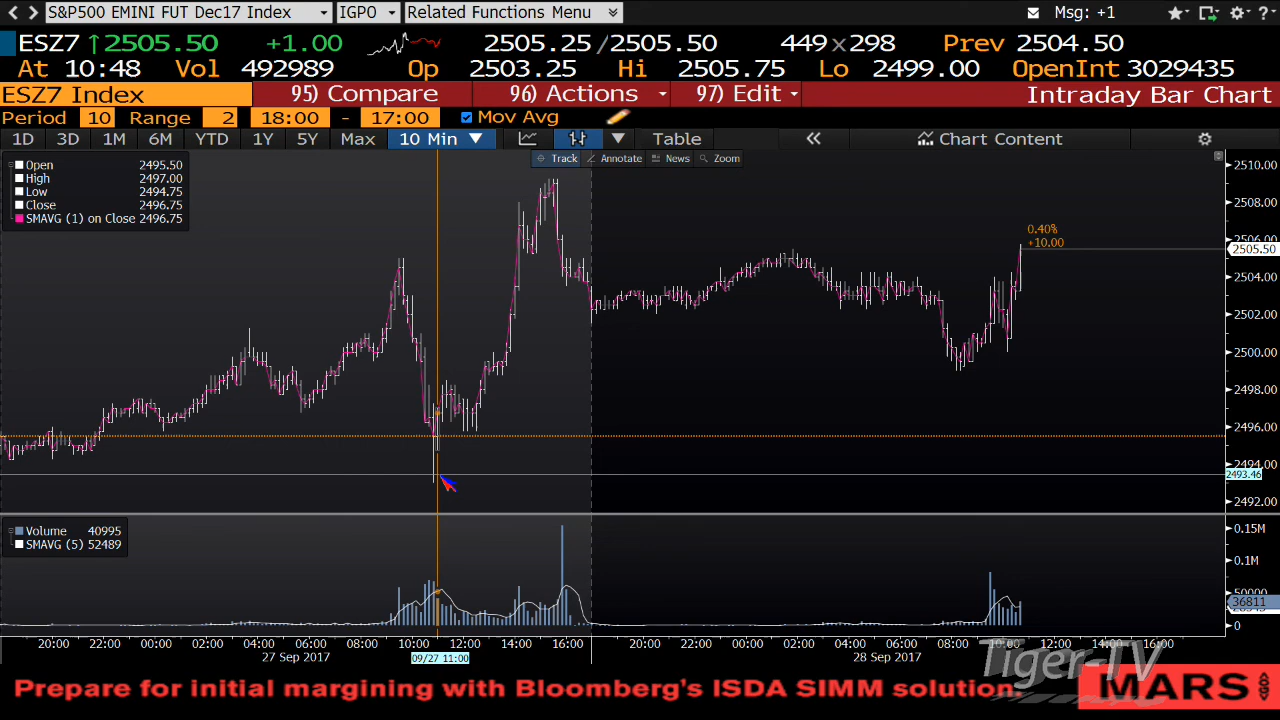 S&P500 EMINI FUT Dec17 Index IGPO Related Functions Menu Msg: +1
ESZ7 ↑2505.50 +1.00 2505.25/2505.50 449×298 Prev 2504.50
At 10:48 Vol 492989 Op 2503.25 Hi 2505.75 Lo 2499.00 OpenInt 3029435
ESZ7 Index 95) Compare 96) Actions 97) Edit Intraday Bar Chart
Period 10 Range 2 18:00 - 17:00 Mov Avg
1D 3D 1M 6M YTD 1Y 5Y Max 10 Min ▼ Table « Chart Content
Track Annotate News Zoom
Open 2495.50
High 2497.00
Low 2494.75
Close 2496.75
SMAVG (1) on Close 2496.75
0.40%
+10.00
2510.00
2508.00
2505.50
2504.00
2502.00
2500.00
2498.00
2496.00
2494.00
2493.46
2492.00
Volume 40995
SMAVG (5) 52489
0.15M
0.1M
50000
36811
0
20:00 22:00 00:00 02:00 04:00 06:00 08:00 10:00 12:00 14:00 16:00 20:00 22:00 00:00 02:00 04:00 06:00 08:00 10:00 12:00 14:00 16:00
27 Sep 2017 09/27 11:00 28 Sep 2017
Tiger-TV
Prepare for initial margining with Bloomberg's ISDA SIMM solution. MARS